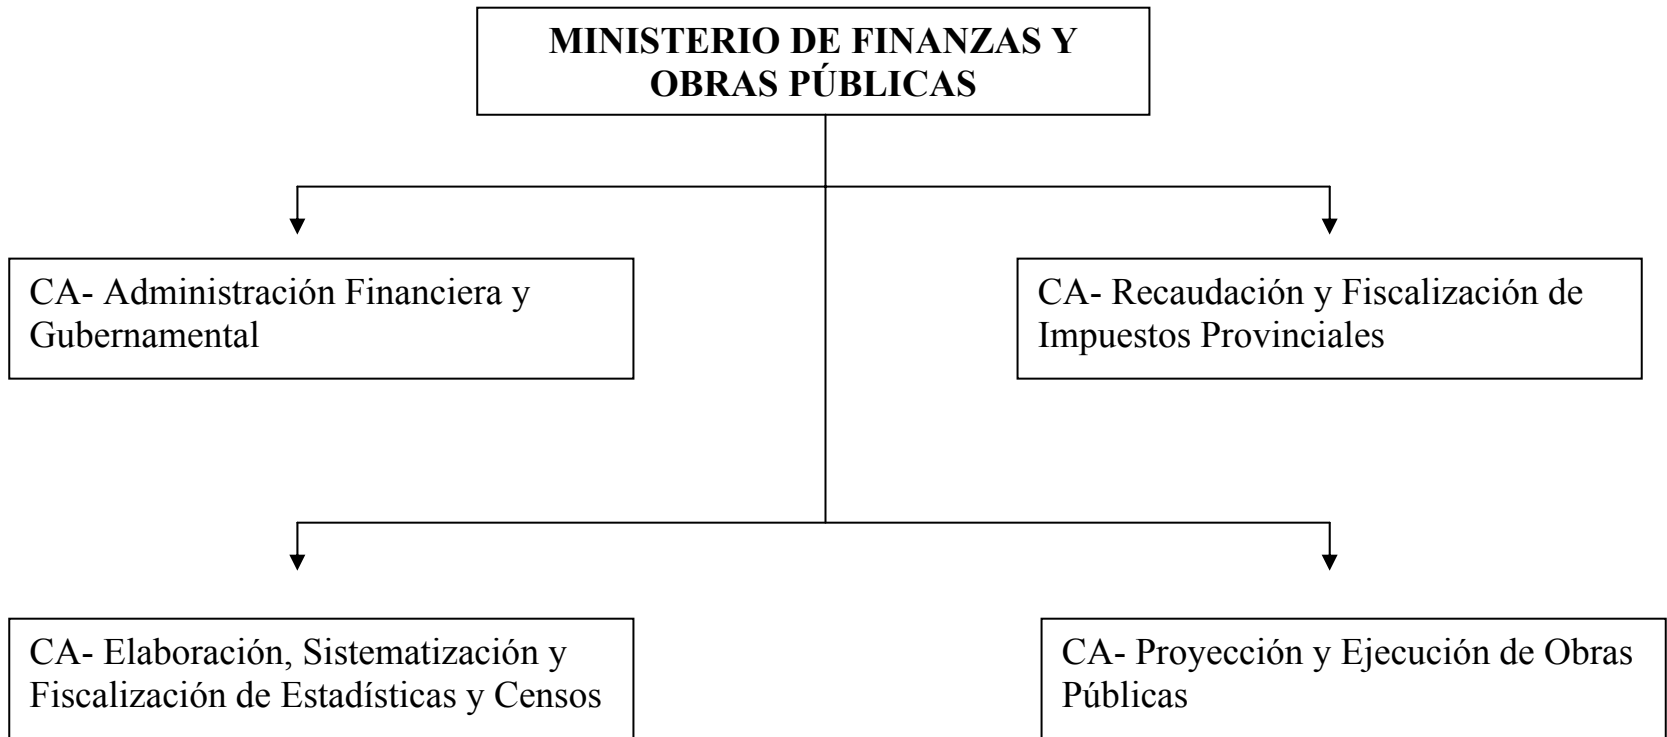 MINISTERIO DE FINANZAS Y
OBRAS PÚBLICAS
CA- Administración Financiera y
Gubernamental
CA- Recaudación y Fiscalización de
Impuestos Provinciales
CA- Elaboración, Sistematización y
Fiscalización de Estadísticas y Censos
CA- Proyección y Ejecución de Obras
Públicas